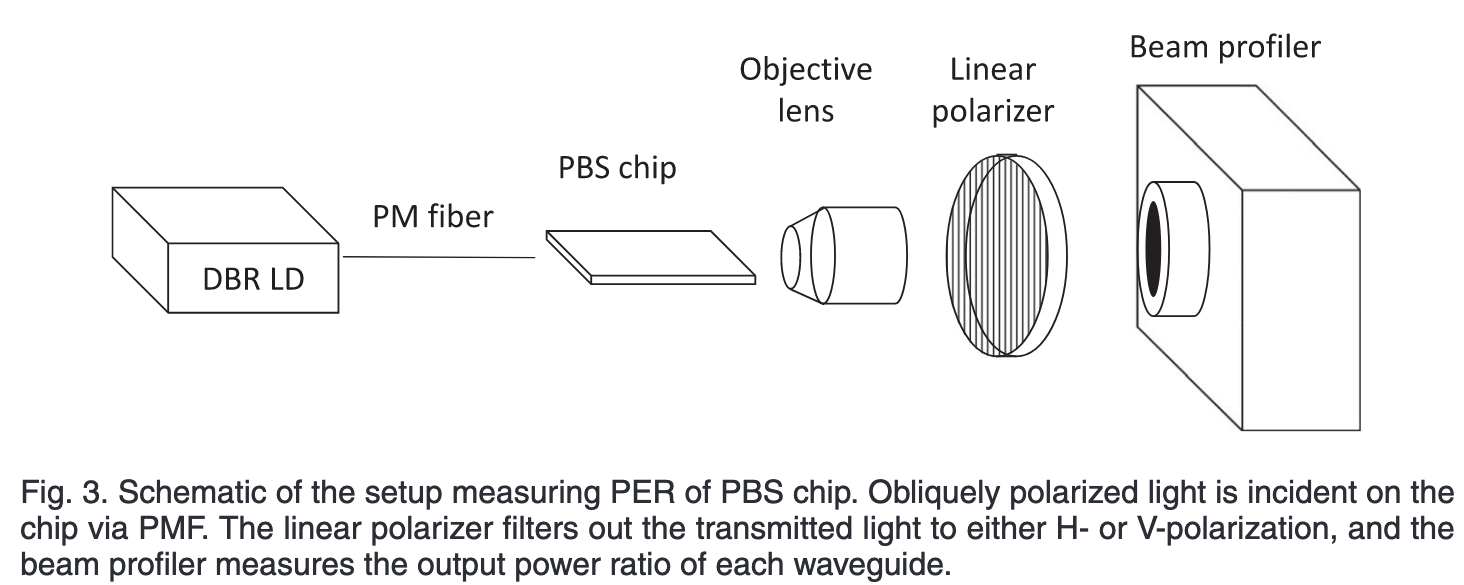 Beam profiler
Objective
lens
Linear
polarizer
PBS chip
PM fiber
DBR LD
Fig. 3. Schematic of the setup measuring PER of PBS chip. Obliquely polarized light is incident on the
chip via PMF. The linear polarizer filters out the transmitted light to either H- or V-polarization, and the
beam profiler measures the output power ratio of each waveguide.